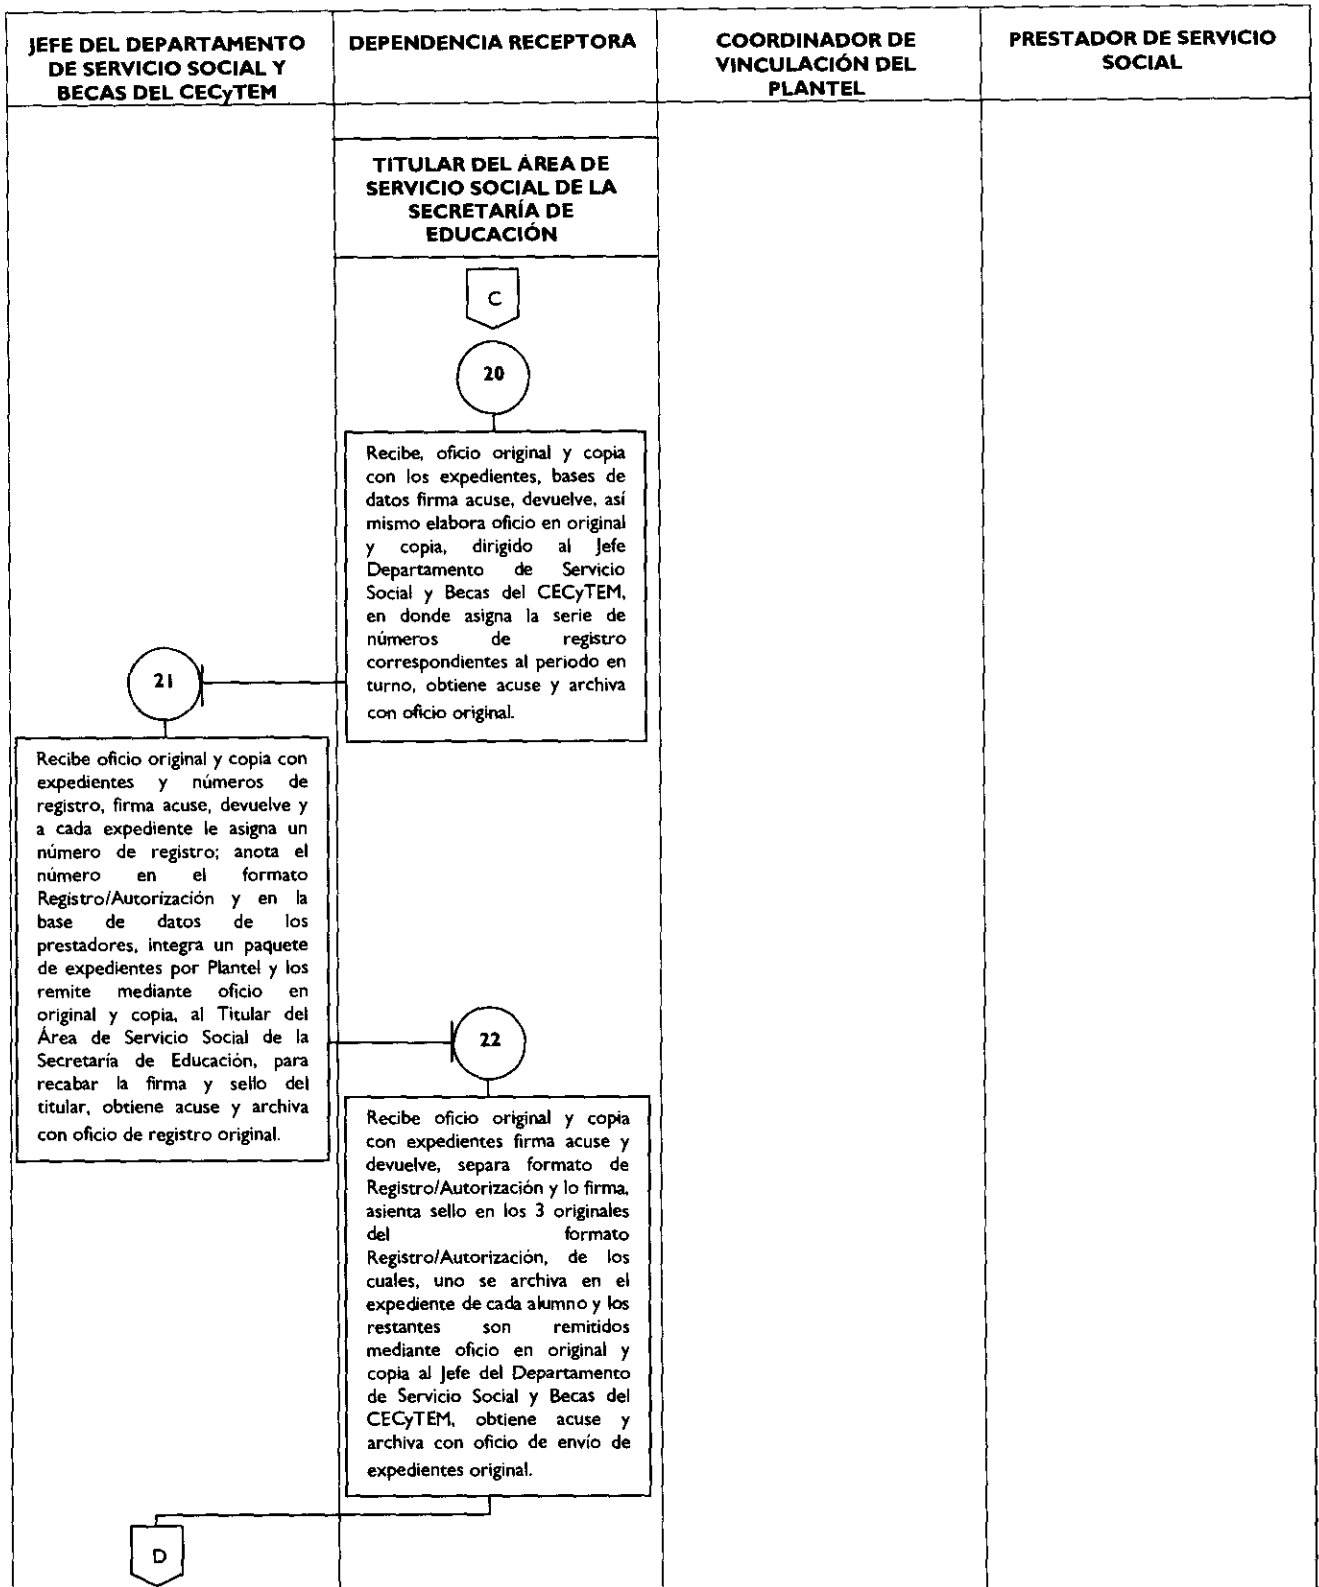 JEFE DEL DEPARTAMENTO
DE SERVICIO SOCIAL Y
BECAS DEL CECyTEM
DEPENDENCIA RECEPTORA
COORDINADOR DE
VINCULACIÓN DEL
PLANTEL
PRESTADOR DE SERVICIO
SOCIAL
TITULAR DEL ÁREA DE
SERVICIO SOCIAL DE LA
SECRETARÍA DE
EDUCACIÓN
C
20
Recibe, oficio original y copia
con los expedientes, bases de
datos firma acuse, devuelve, así
mismo elabora oficio en original
y copia, dirigido al Jefe
Departamento de Servicio
Social y Becas del CECyTEM,
en donde asigna la serie de
números de registro
correspondientes al periodo en
turno, obtiene acuse y archiva
con oficio original.
21
Recibe oficio original y copia con
expedientes y números de
registro, firma acuse, devuelve y
a cada expediente le asigna un
número de registro; anota el
número en el formato
Registro/Autorización y en la
base de datos de los
prestadores, integra un paquete
de expedientes por Plantel y los
remite mediante oficio en
original y copia, al Titular del
Área de Servicio Social de la
Secretaría de Educación, para
recabar la firma y sello del
titular, obtiene acuse y archiva
con oficio de registro original.
22
Recibe oficio original y copia
con expedientes firma acuse y
devuelve, separa formato de
Registro/Autorización y lo firma,
asienta sello en los 3 originales
del formato
Registro/Autorización, de los
cuales, uno se archiva en el
expediente de cada alumno y los
restantes son remitidos
mediante oficio en original y
copia al Jefe del Departamento
de Servicio Social y Becas del
CECyTEM, obtiene acuse y
archiva con oficio de envío de
expedientes original.
D